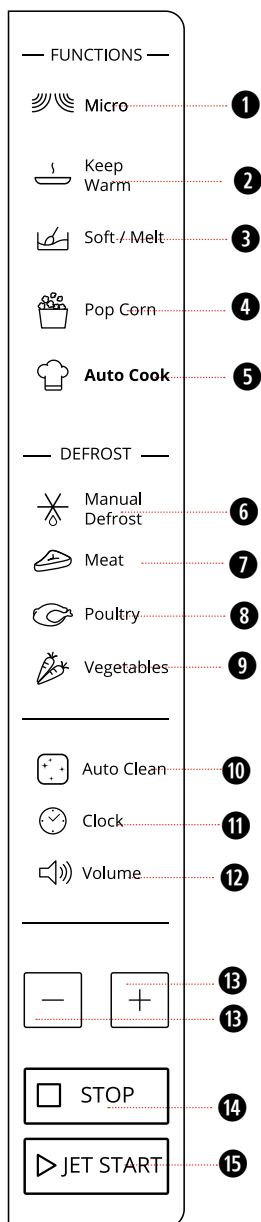 FUNCTIONS
Micro
1
Keep
Warm
2
Soft / Melt
3
Pop Corn
4
Auto Cook
5
DEFROST
Manual
Defrost
6
Meat
7
Poultry
8
Vegetables
9
Auto Clean
10
Clock
11
Volume
12
13
− +
13
STOP
14
JET START
15